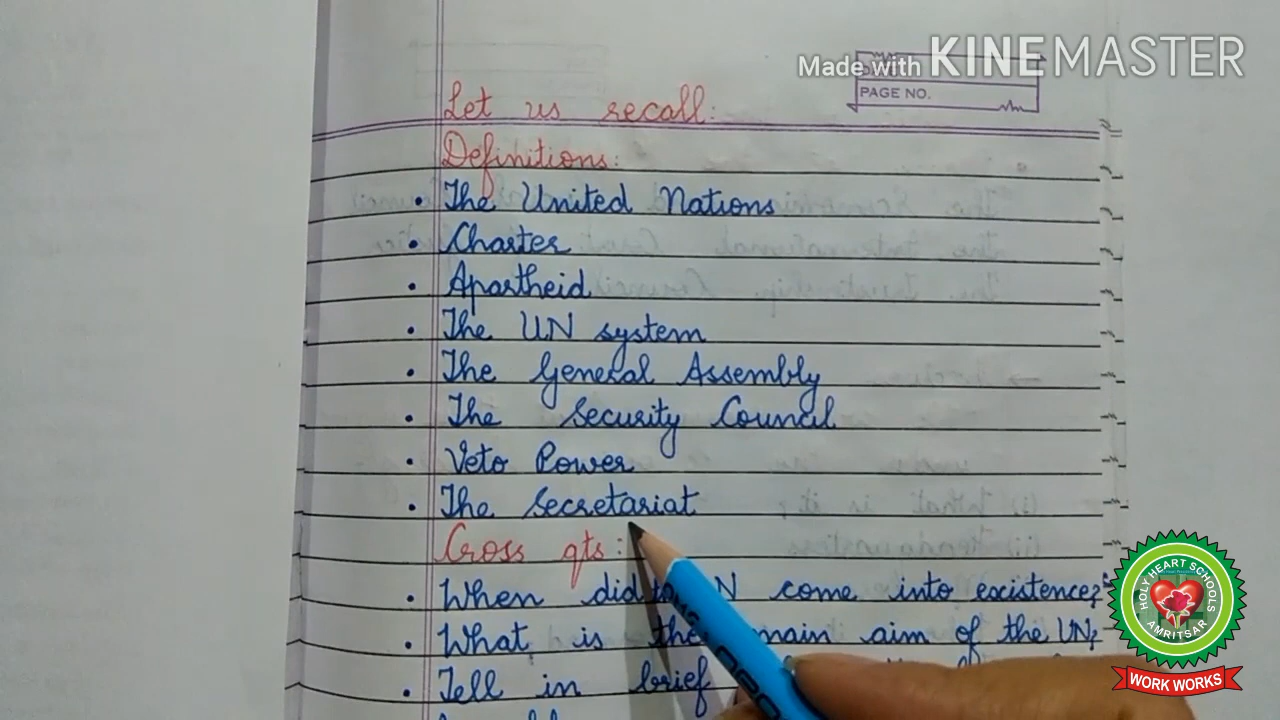 Made with KINEMASTER
PAGE NO.
Let us recall:
Definitions:
• The United Nations
• Charter
• Apartheid
• The UN system
• The General Assembly
• The Security Council
• Veto Power
• The Secretariat
Cross qts:
• When did N come into existence?
• What is the main aim of the UN?
• Tell in brief
HOLY HEART SCHOOLS
AMRITSAR
WORK WORKS